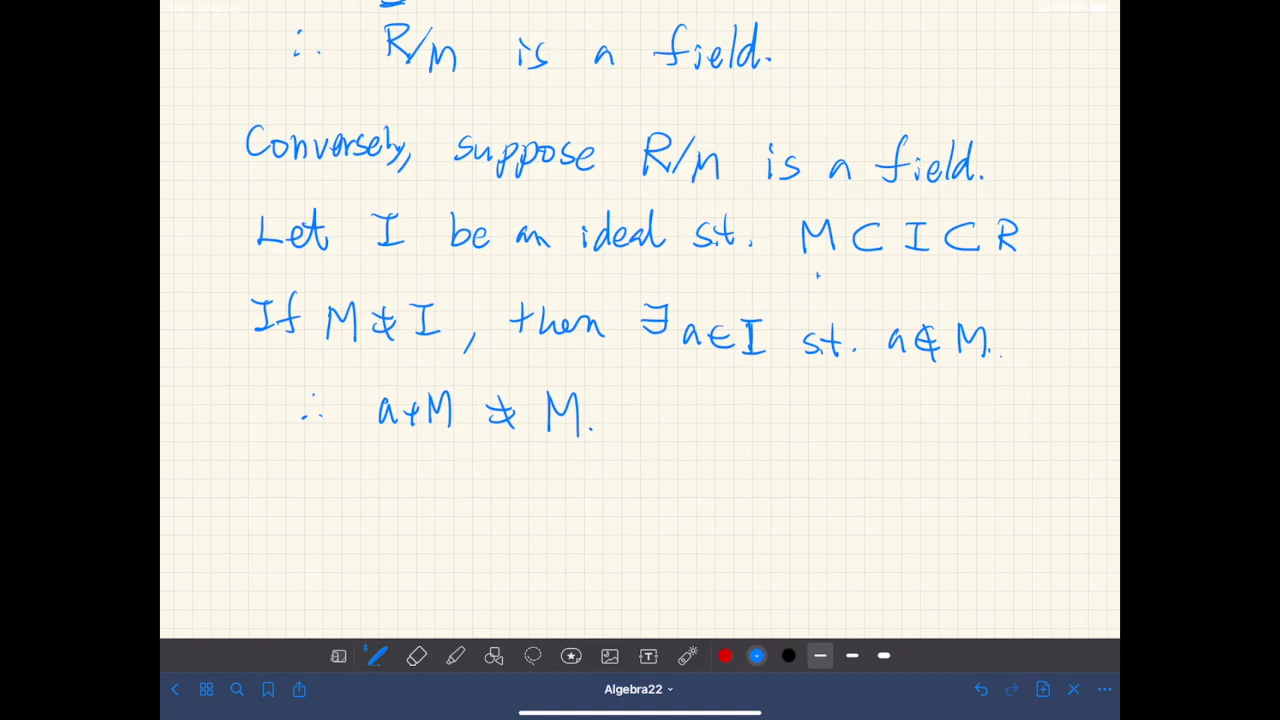 ∴ R/M is a field.
Conversely, suppose R/M is a field.
Let I be an ideal s.t. M ⊂ I ⊂ R
If M ≠ I, then ∃ a ∈ I s.t. a ∉ M.
∴ a+M ≠ M.
Algebra22